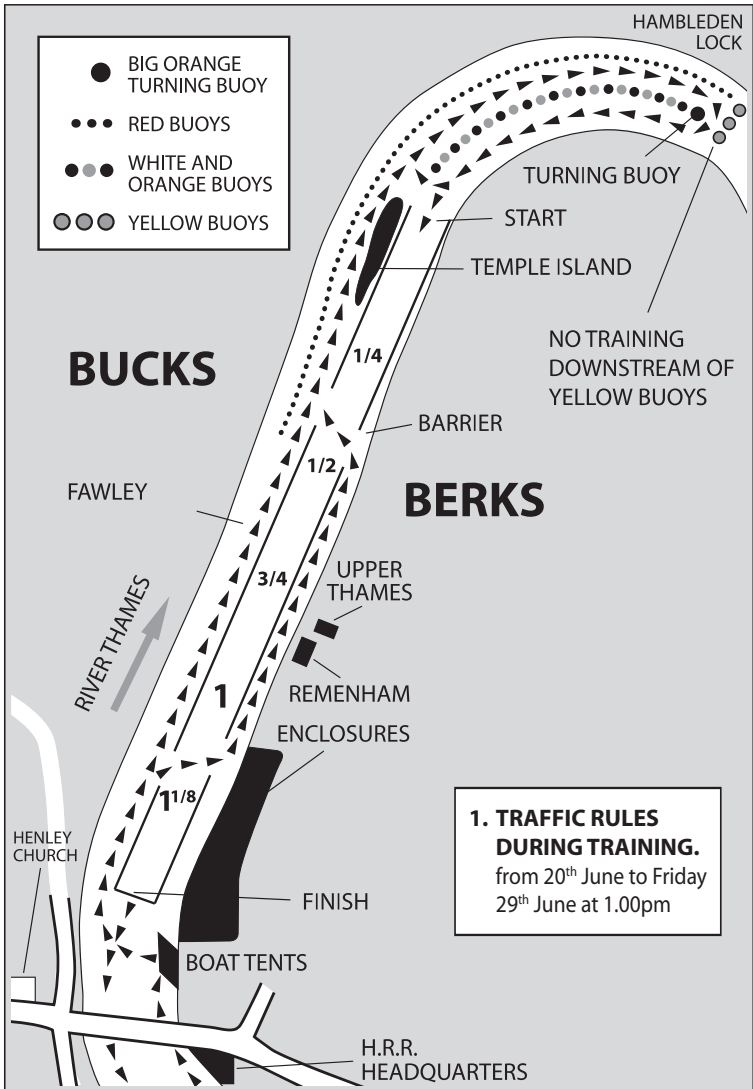 HAMBLEDEN
LOCK
BIG ORANGE
TURNING BUOY
RED BUOYS
WHITE AND
ORANGE BUOYS
YELLOW BUOYS
TURNING BUOY
START
TEMPLE ISLAND
NO TRAINING
DOWNSTREAM OF
YELLOW BUOYS
1/4
BUCKS
BARRIER
1/2
FAWLEY
BERKS
3/4
UPPER
THAMES
RIVER THAMES
REMENHAM
1
ENCLOSURES
1 1/8
1. TRAFFIC RULES
DURING TRAINING.
from 20th June to Friday
29th June at 1.00pm
HENLEY
CHURCH
FINISH
BOAT TENTS
H.R.R.
HEADQUARTERS